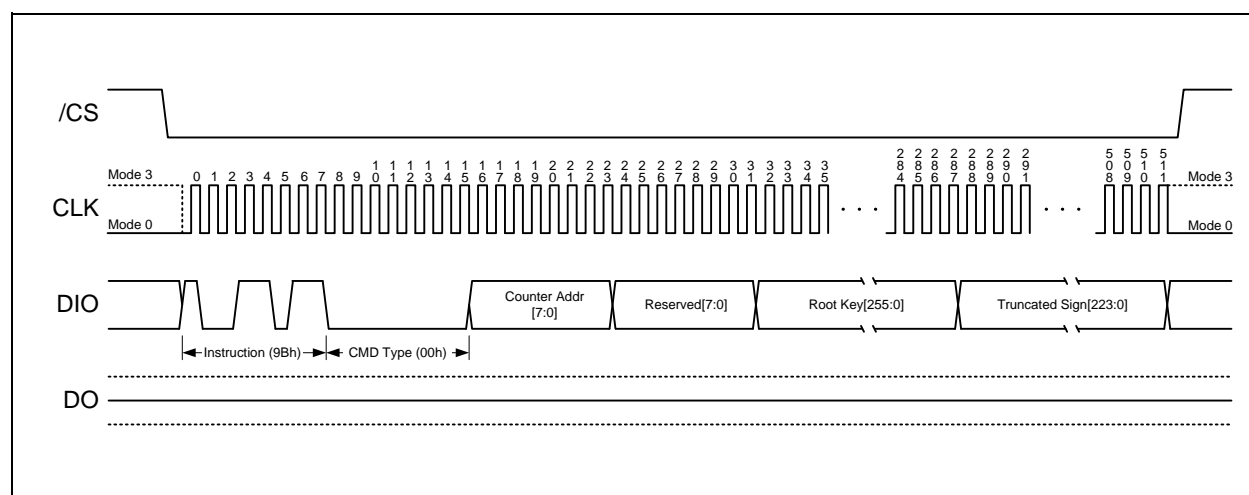 /CS
0 1 2 3 4 5 6 7 8 9 10 11 12 13 14 15 16 17 18 19 20 21 22 23 24 25 26 27 28 29 30 31 32 33 34 35 284 285 286 287 288 289 290 291 508 509 510 511
Mode 3 Mode 3
CLK
Mode 0 Mode 0
DIO
Counter Addr
[7:0]
Reserved[7:0] Root Key[255:0] Truncated Sign[223:0]
Instruction (9Bh) CMD Type (00h)
DO